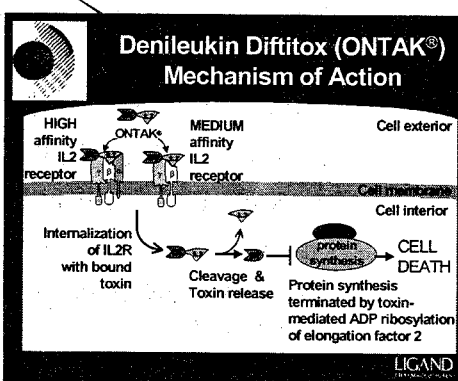 Denileukin Diftitox (ONTAK®)
Mechanism of Action
HIGH
affinity
IL2
receptor
ONTAK®
MEDIUM
affinity
IL2
receptor
Cell exterior
γ β
γ β
Cell membrane
Cell interior
Internalization
of IL2R
with bound
toxin
Cleavage &
Toxin release
protein
synthesis
CELL
DEATH
Protein synthesis
terminated by toxin-
mediated ADP ribosylation
of elongation factor 2
LIGAND